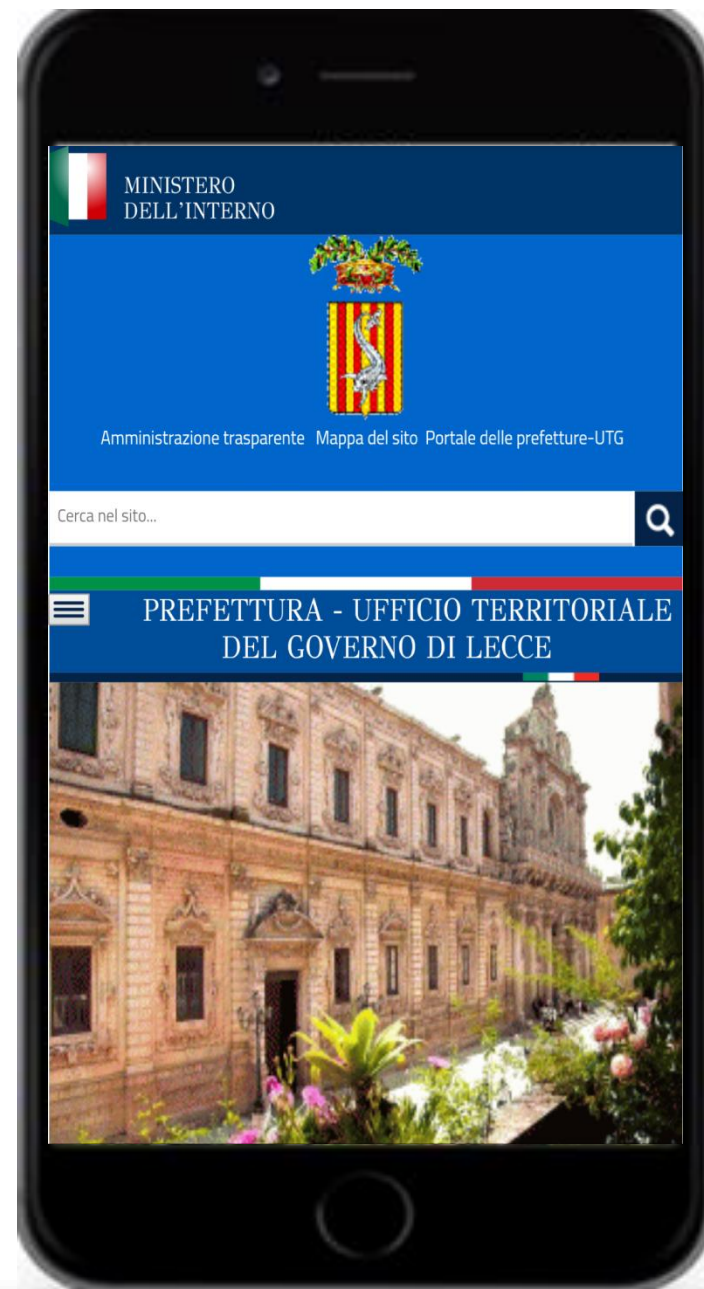 MINISTERO
DELL'INTERNO
Amministrazione trasparente Mappa del sito Portale delle prefetture-UTG
Cerca nel sito...
PREFETTURA - UFFICIO TERRITORIALE
DEL GOVERNO DI LECCE